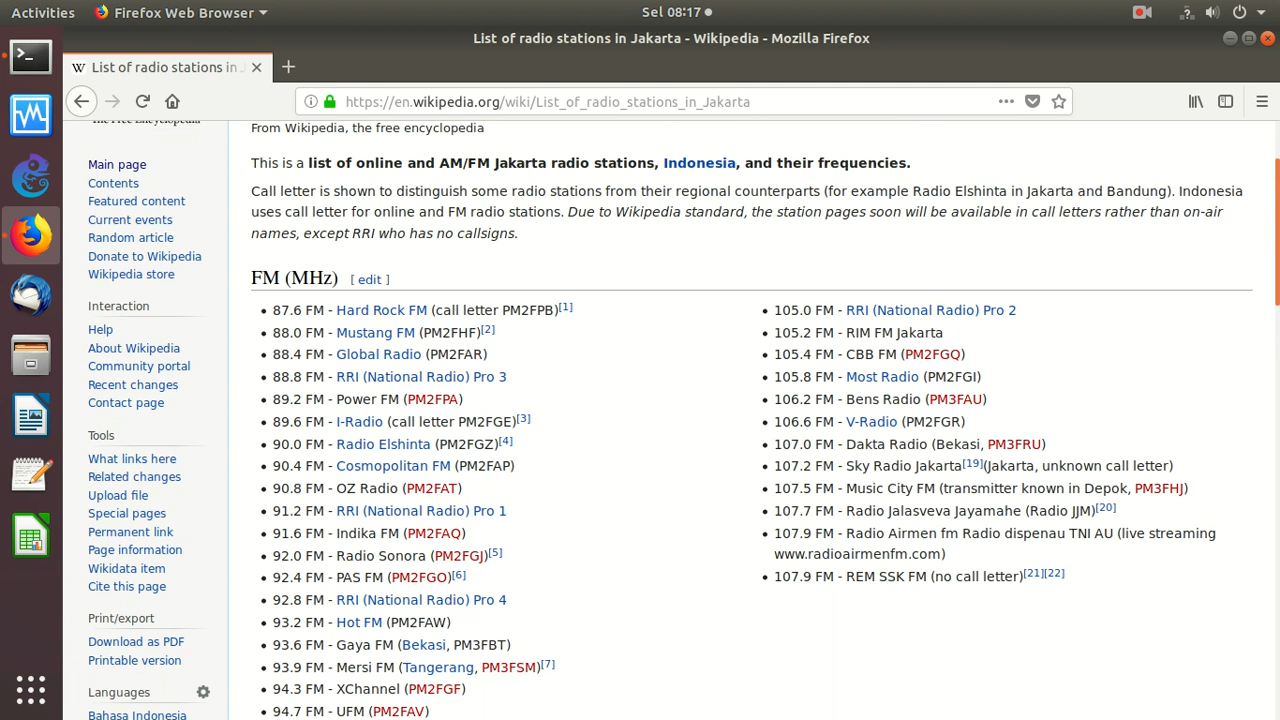 Activities
Firefox Web Browser
Sel 08:17
List of radio stations in Jakarta - Wikipedia - Mozilla Firefox
W List of radio stations in J
https://en.wikipedia.org/wiki/List_of_radio_stations_in_Jakarta
The Free Encyclopedia
Main page
Contents
Featured content
Current events
Random article
Donate to Wikipedia
Wikipedia store
Interaction
Help
About Wikipedia
Community portal
Recent changes
Contact page
Tools
What links here
Related changes
Upload file
Special pages
Permanent link
Page information
Wikidata item
Cite this page
Print/export
Download as PDF
Printable version
Languages
Bahasa Indonesia
From Wikipedia, the free encyclopedia
This is a list of online and AM/FM Jakarta radio stations, Indonesia, and their frequencies.
Call letter is shown to distinguish some radio stations from their regional counterparts (for example Radio Elshinta in Jakarta and Bandung). Indonesia
uses call letter for online and FM radio stations. Due to Wikipedia standard, the station pages soon will be available in call letters rather than on-air
names, except RRI who has no callsigns.
FM (MHz) [ edit ]
• 87.6 FM - Hard Rock FM (call letter PM2FPB)[1]
• 88.0 FM - Mustang FM (PM2FHF)[2]
• 88.4 FM - Global Radio (PM2FAR)
• 88.8 FM - RRI (National Radio) Pro 3
• 89.2 FM - Power FM (PM2FPA)
• 89.6 FM - I-Radio (call letter PM2FGE)[3]
• 90.0 FM - Radio Elshinta (PM2FGZ)[4]
• 90.4 FM - Cosmopolitan FM (PM2FAP)
• 90.8 FM - OZ Radio (PM2FAT)
• 91.2 FM - RRI (National Radio) Pro 1
• 91.6 FM - Indika FM (PM2FAQ)
• 92.0 FM - Radio Sonora (PM2FGJ)[5]
• 92.4 FM - PAS FM (PM2FGO)[6]
• 92.8 FM - RRI (National Radio) Pro 4
• 93.2 FM - Hot FM (PM2FAW)
• 93.6 FM - Gaya FM (Bekasi, PM3FBT)
• 93.9 FM - Mersi FM (Tangerang, PM3FSM)[7]
• 94.3 FM - XChannel (PM2FGF)
• 94.7 FM - UFM (PM2FAV)
• 105.0 FM - RRI (National Radio) Pro 2
• 105.2 FM - RIM FM Jakarta
• 105.4 FM - CBB FM (PM2FGQ)
• 105.8 FM - Most Radio (PM2FGI)
• 106.2 FM - Bens Radio (PM3FAU)
• 106.6 FM - V-Radio (PM2FGR)
• 107.0 FM - Dakta Radio (Bekasi, PM3FRU)
• 107.2 FM - Sky Radio Jakarta[19](Jakarta, unknown call letter)
• 107.5 FM - Music City FM (transmitter known in Depok, PM3FHJ)
• 107.7 FM - Radio Jalasveva Jayamahe (Radio JJM)[20]
• 107.9 FM - Radio Airmen fm Radio dispenau TNI AU (live streaming
www.radioairmenfm.com)
• 107.9 FM - REM SSK FM (no call letter)[21][22]